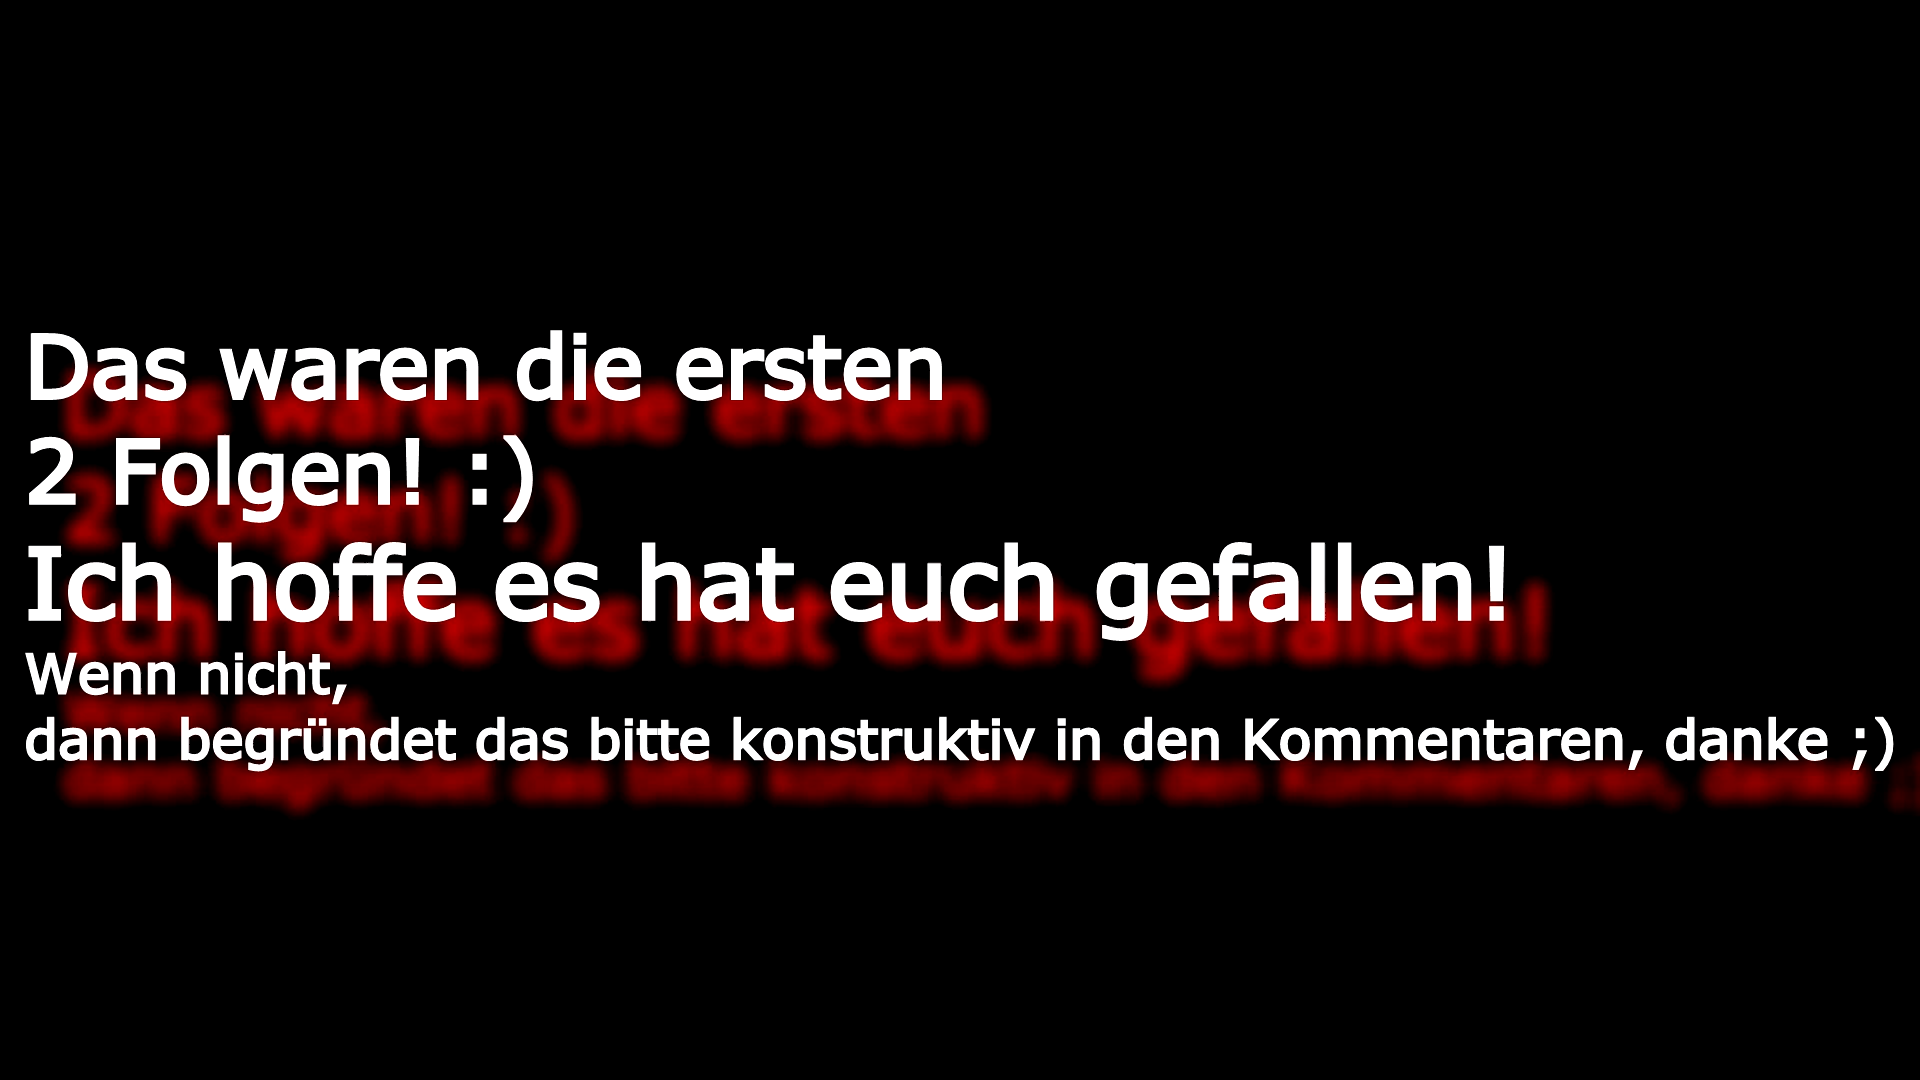 Das waren die ersten
2 Folgen! :)
Ich hoffe es hat euch gefallen!
Wenn nicht,
dann begründet das bitte konstruktiv in den Kommentaren, danke ;)